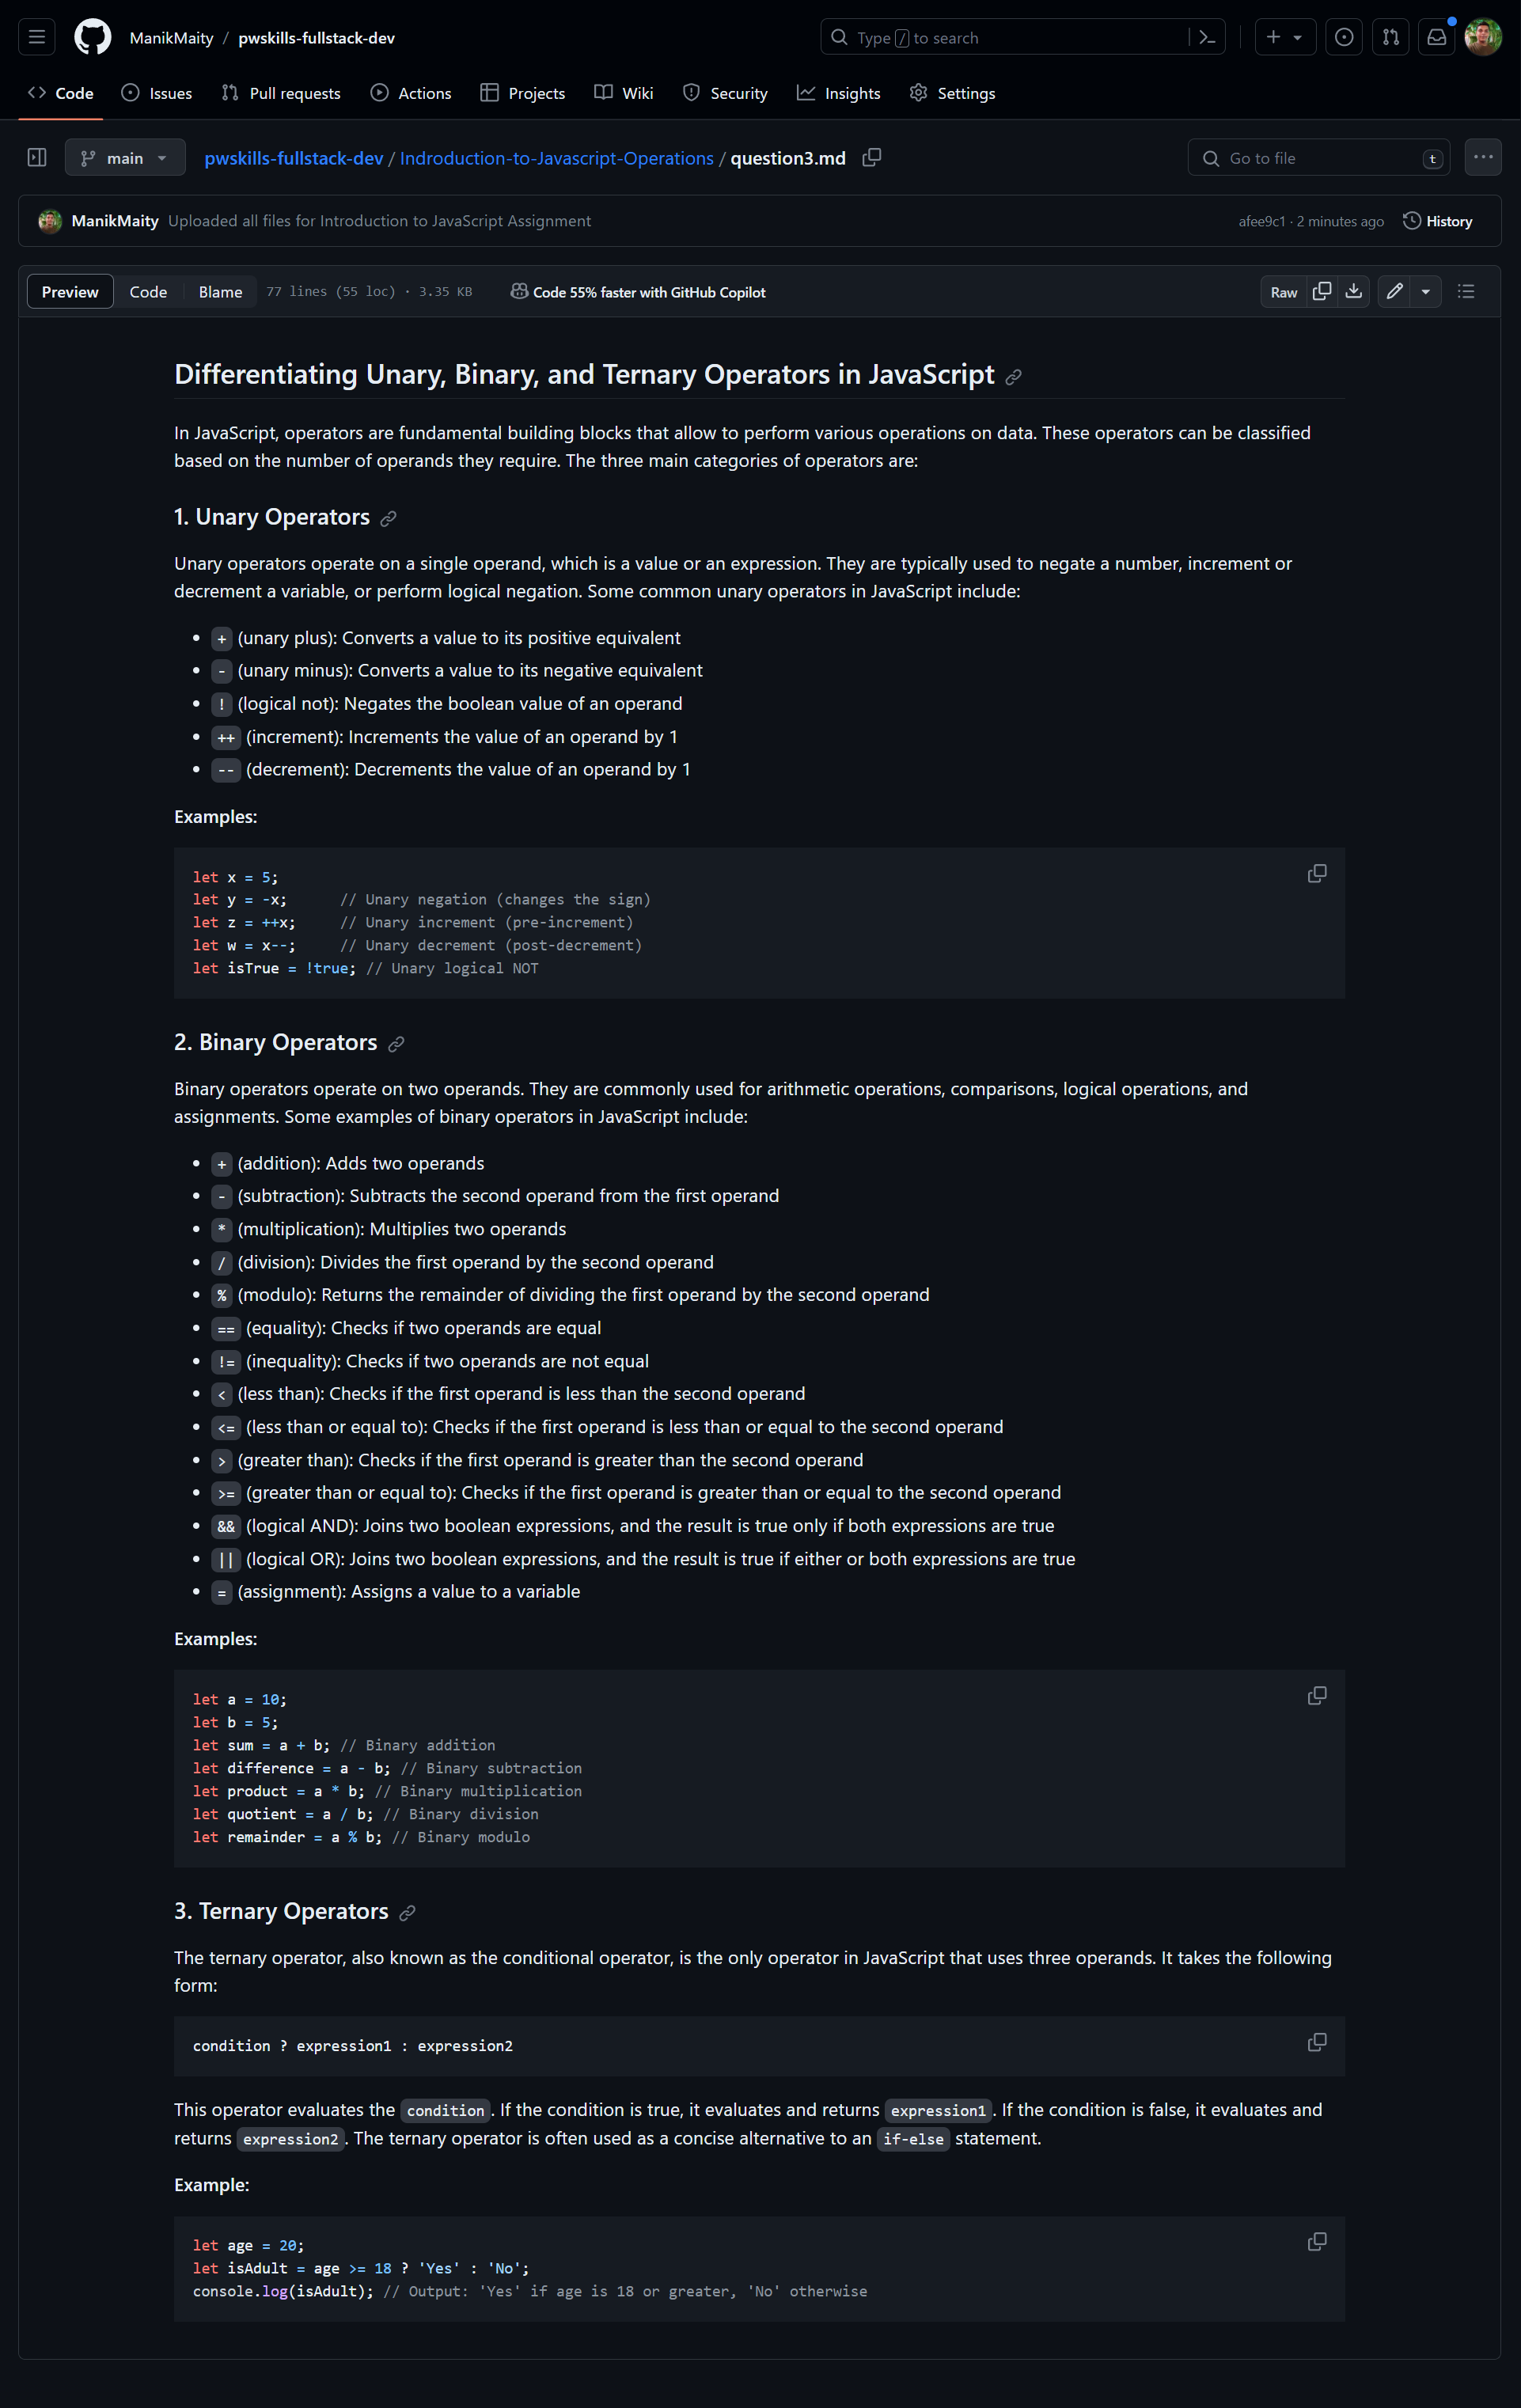 ManikMaity / pwskills-fullstack-dev
Type / to search
Code Issues Pull requests Actions Projects Wiki Security Insights Settings
main pwskills-fullstack-dev / Indroduction-to-Javascript-Operations / question3.md
Go to file t
ManikMaity Uploaded all files for Introduction to JavaScript Assignment
afee9c1 · 2 minutes ago History
Preview Code Blame 77 lines (55 loc) · 3.35 KB Code 55% faster with GitHub Copilot
Raw
Differentiating Unary, Binary, and Ternary Operators in JavaScript
In JavaScript, operators are fundamental building blocks that allow to perform various operations on data. These operators can be classified
based on the number of operands they require. The three main categories of operators are:
1. Unary Operators
Unary operators operate on a single operand, which is a value or an expression. They are typically used to negate a number, increment or
decrement a variable, or perform logical negation. Some common unary operators in JavaScript include:
• + (unary plus): Converts a value to its positive equivalent
• - (unary minus): Converts a value to its negative equivalent
• ! (logical not): Negates the boolean value of an operand
• ++ (increment): Increments the value of an operand by 1
• -- (decrement): Decrements the value of an operand by 1
Examples:
let x = 5;
let y = -x;      // Unary negation (changes the sign)
let z = ++x;     // Unary increment (pre-increment)
let w = x--;     // Unary decrement (post-decrement)
let isTrue = !true; // Unary logical NOT
2. Binary Operators
Binary operators operate on two operands. They are commonly used for arithmetic operations, comparisons, logical operations, and
assignments. Some examples of binary operators in JavaScript include:
• + (addition): Adds two operands
• - (subtraction): Subtracts the second operand from the first operand
• * (multiplication): Multiplies two operands
• / (division): Divides the first operand by the second operand
• % (modulo): Returns the remainder of dividing the first operand by the second operand
• == (equality): Checks if two operands are equal
• != (inequality): Checks if two operands are not equal
• < (less than): Checks if the first operand is less than the second operand
• <= (less than or equal to): Checks if the first operand is less than or equal to the second operand
• > (greater than): Checks if the first operand is greater than the second operand
• >= (greater than or equal to): Checks if the first operand is greater than or equal to the second operand
• && (logical AND): Joins two boolean expressions, and the result is true only if both expressions are true
• || (logical OR): Joins two boolean expressions, and the result is true if either or both expressions are true
• = (assignment): Assigns a value to a variable
Examples:
let a = 10;
let b = 5;
let sum = a + b; // Binary addition
let difference = a - b; // Binary subtraction
let product = a * b; // Binary multiplication
let quotient = a / b; // Binary division
let remainder = a % b; // Binary modulo
3. Ternary Operators
The ternary operator, also known as the conditional operator, is the only operator in JavaScript that uses three operands. It takes the following
form:
condition ? expression1 : expression2
This operator evaluates the condition. If the condition is true, it evaluates and returns expression1. If the condition is false, it evaluates and
returns expression2. The ternary operator is often used as a concise alternative to an if-else statement.
Example:
let age = 20;
let isAdult = age >= 18 ? 'Yes' : 'No';
console.log(isAdult); // Output: 'Yes' if age is 18 or greater, 'No' otherwise